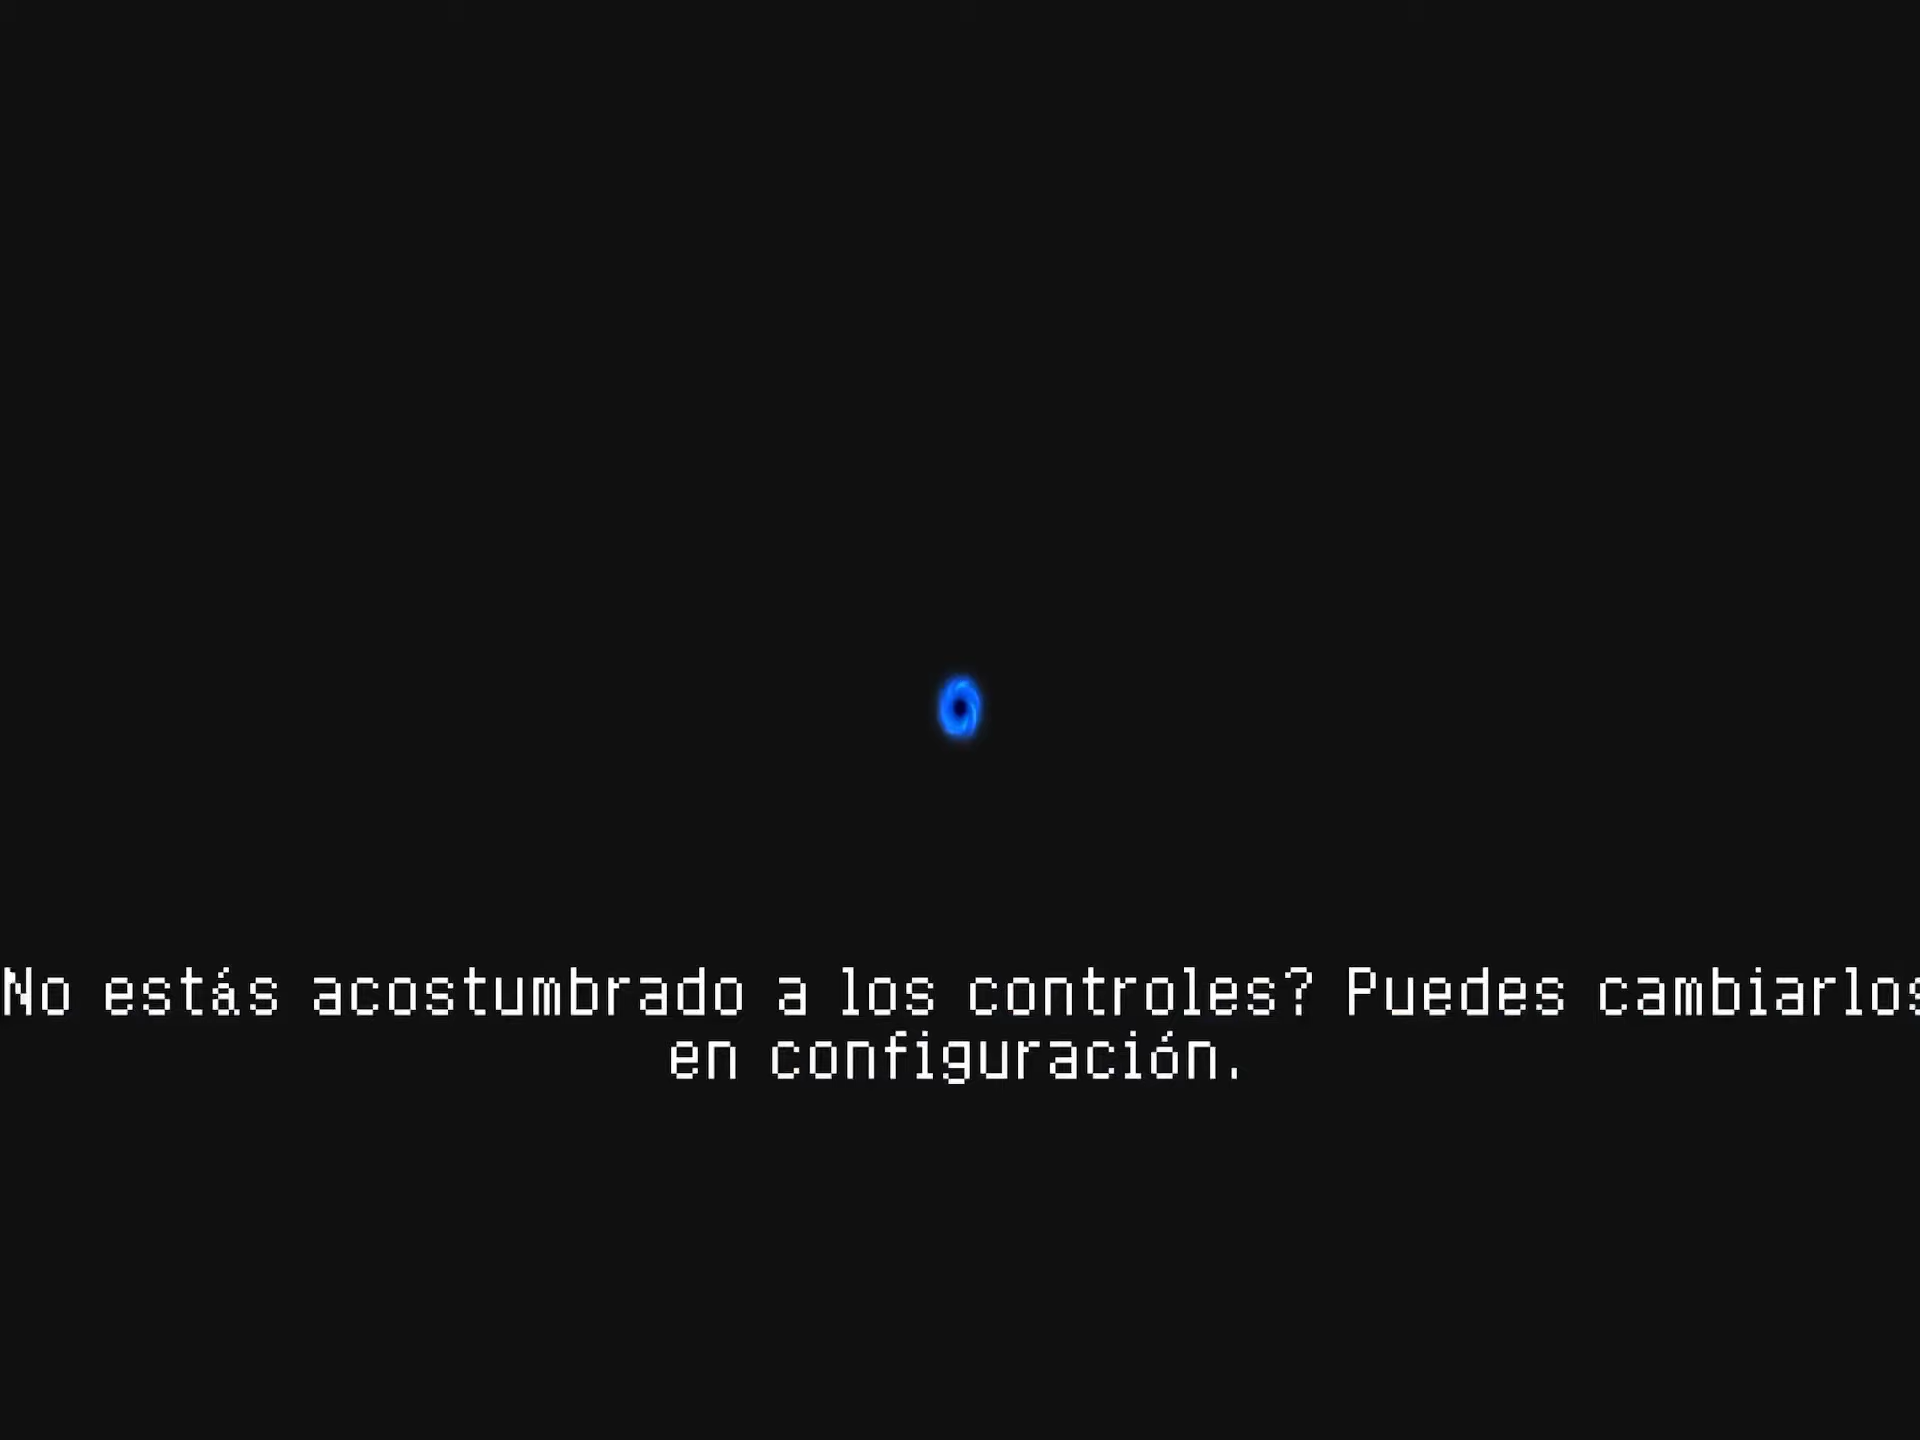 No estás acostumbrado a los controles? Puedes cambiarlos
en configuración.